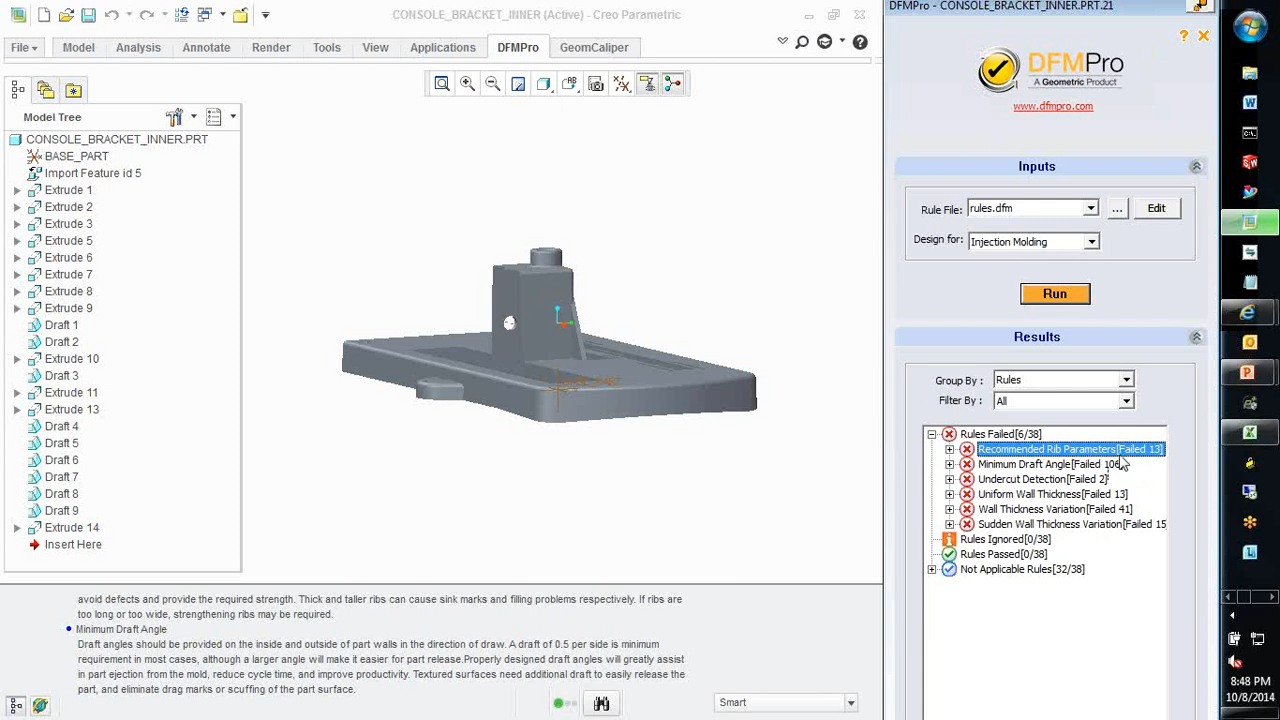 CONSOLE_BRACKET_INNER (Active) - Creo Parametric
File
Model
Analysis
Annotate
Render
Tools
View
Applications
DFMPro
GeomCaliper
Model Tree
CONSOLE_BRACKET_INNER.PRT
BASE_PART
Import Feature id 5
Extrude 1
Extrude 2
Extrude 3
Extrude 5
Extrude 6
Extrude 7
Extrude 8
Extrude 9
Draft 1
Draft 2
Extrude 10
Draft 3
Extrude 11
Extrude 13
Draft 4
Draft 5
Draft 6
Draft 7
Draft 8
Draft 9
Extrude 14
Insert Here
avoid defects and provide the required strength. Thick and taller ribs can cause sink marks and filling problems respectively. If ribs are
too long or too wide, strengthening ribs may be required.
Minimum Draft Angle
Draft angles should be provided on the inside and outside of part walls in the direction of draw. A draft of 0.5 per side is minimum
requirement in most cases, although a larger angle will make it easier for part release.Properly designed draft angles will greatly assist
in part ejection from the mold, reduce cycle time, and improve productivity. Textured surfaces need additional draft to easily release the
part, and eliminate drag marks or scuffing of the part surface.
Smart
DFMPro - CONSOLE_BRACKET_INNER.PRT.21
DFMPro
A Geometric Product
www.dfmpro.com
Inputs
Rule File:
rules.dfm
...
Edit
Design for:
Injection Molding
Run
Results
Group By :
Rules
Filter By :
All
Rules Failed[6/38]
Recommended Rib Parameters[Failed 13]
Minimum Draft Angle[Failed 106
Undercut Detection[Failed 2]
Uniform Wall Thickness[Failed 13]
Wall Thickness Variation[Failed 41]
Sudden Wall Thickness Variation[Failed 15
Rules Ignored[0/38]
Rules Passed[0/38]
Not Applicable Rules[32/38]
8:48 PM
10/8/2014